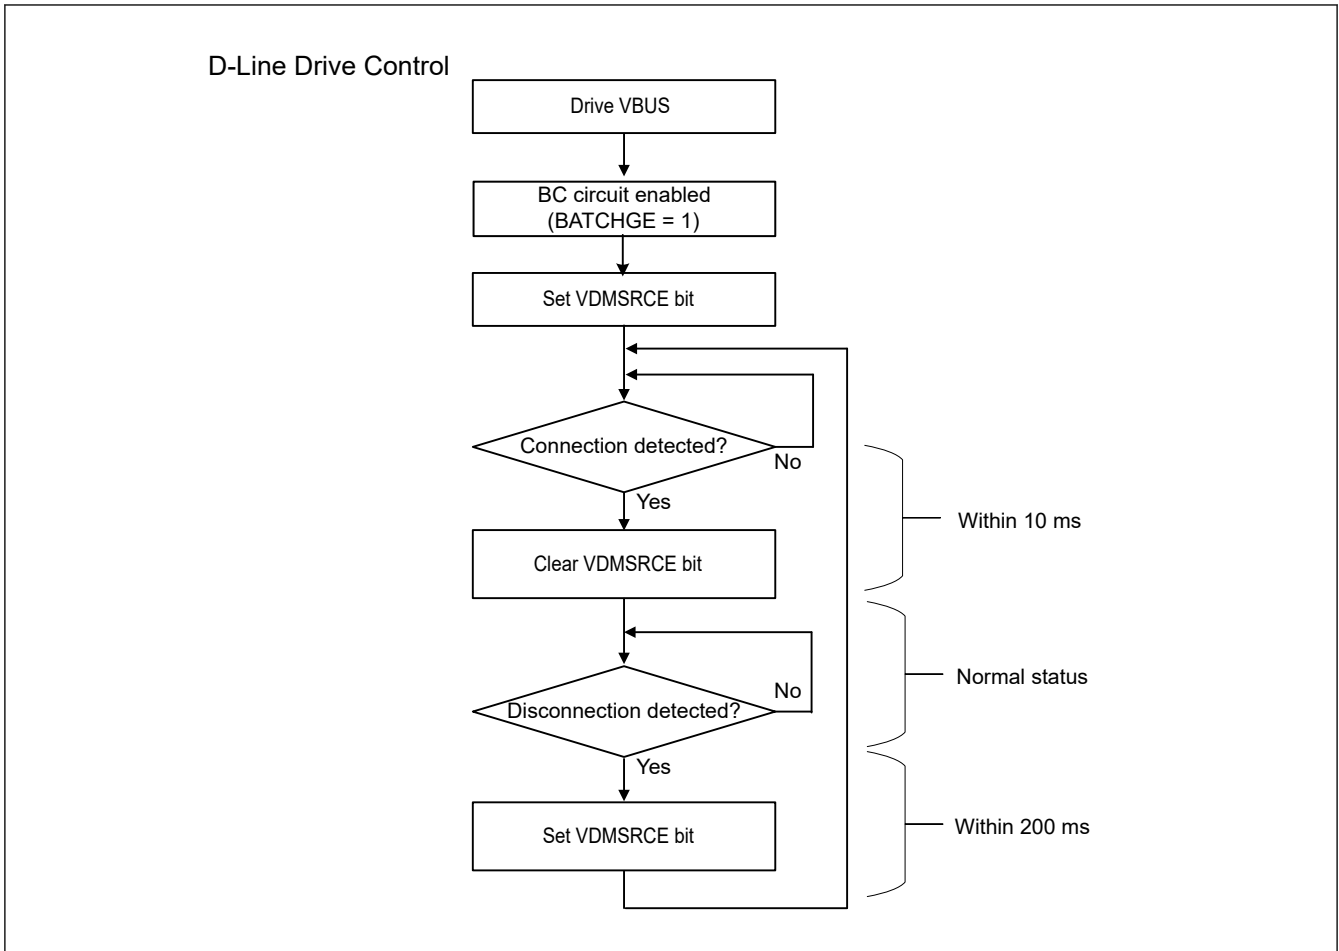 D-Line Drive Control
Drive VBUS
BC circuit enabled
(BATCHGE = 1)
Set VDMSRCE bit
Connection detected?
No
Yes
Within 10 ms
Clear VDMSRCE bit
Normal status
No
Disconnection detected?
Yes
Within 200 ms
Set VDMSRCE bit